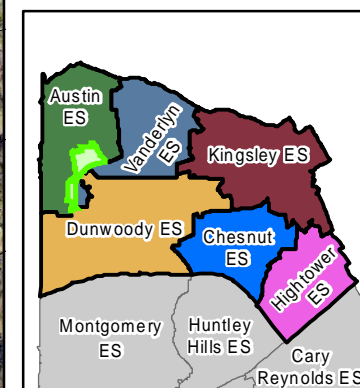 Austin
ES
Vanderlyn
ES
Kingsley ES
Dunwoody ES
Chesnut
ES
Hightower
ES
Montgomery
ES
Huntley
Hills ES
Cary
Reynolds ES